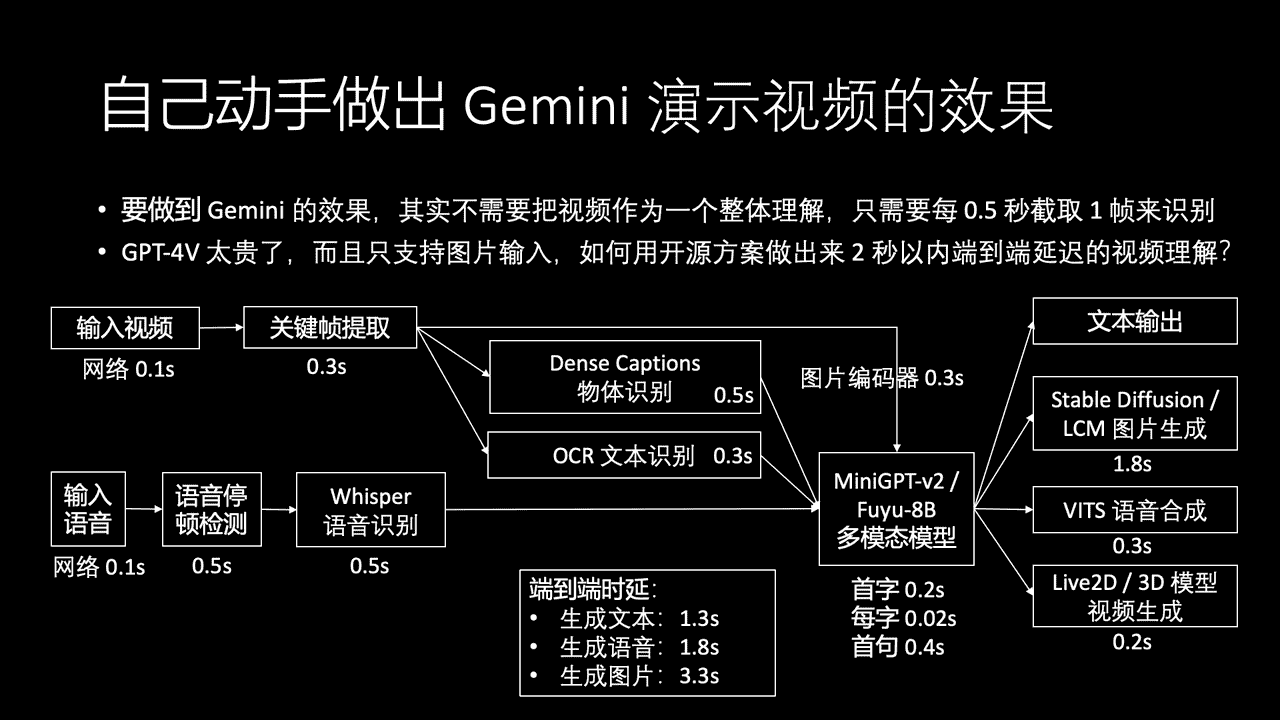 自己动手做出 Gemini 演示视频的效果
• 要做到 Gemini 的效果，其实不需要把视频作为一个整体理解，只需要每 0.5 秒截取 1 帧来识别
• GPT-4V 太贵了，而且只支持图片输入，如何用开源方案做出来 2 秒以内端到端延迟的视频理解？
输入视频
网络 0.1s
关键帧提取
0.3s
Dense Captions
物体识别
0.5s
OCR 文本识别
0.3s
图片编码器 0.3s
输入
语音
网络 0.1s
语音停
顿检测
0.5s
Whisper
语音识别
0.5s
MiniGPT-v2 /
Fuyu-8B
多模态模型
首字 0.2s
每字 0.02s
首句 0.4s
文本输出
Stable Diffusion /
LCM 图片生成
1.8s
VITS 语音合成
0.3s
Live2D / 3D 模型
视频生成
0.2s
端到端时延：
• 生成文本：1.3s
• 生成语音：1.8s
• 生成图片：3.3s